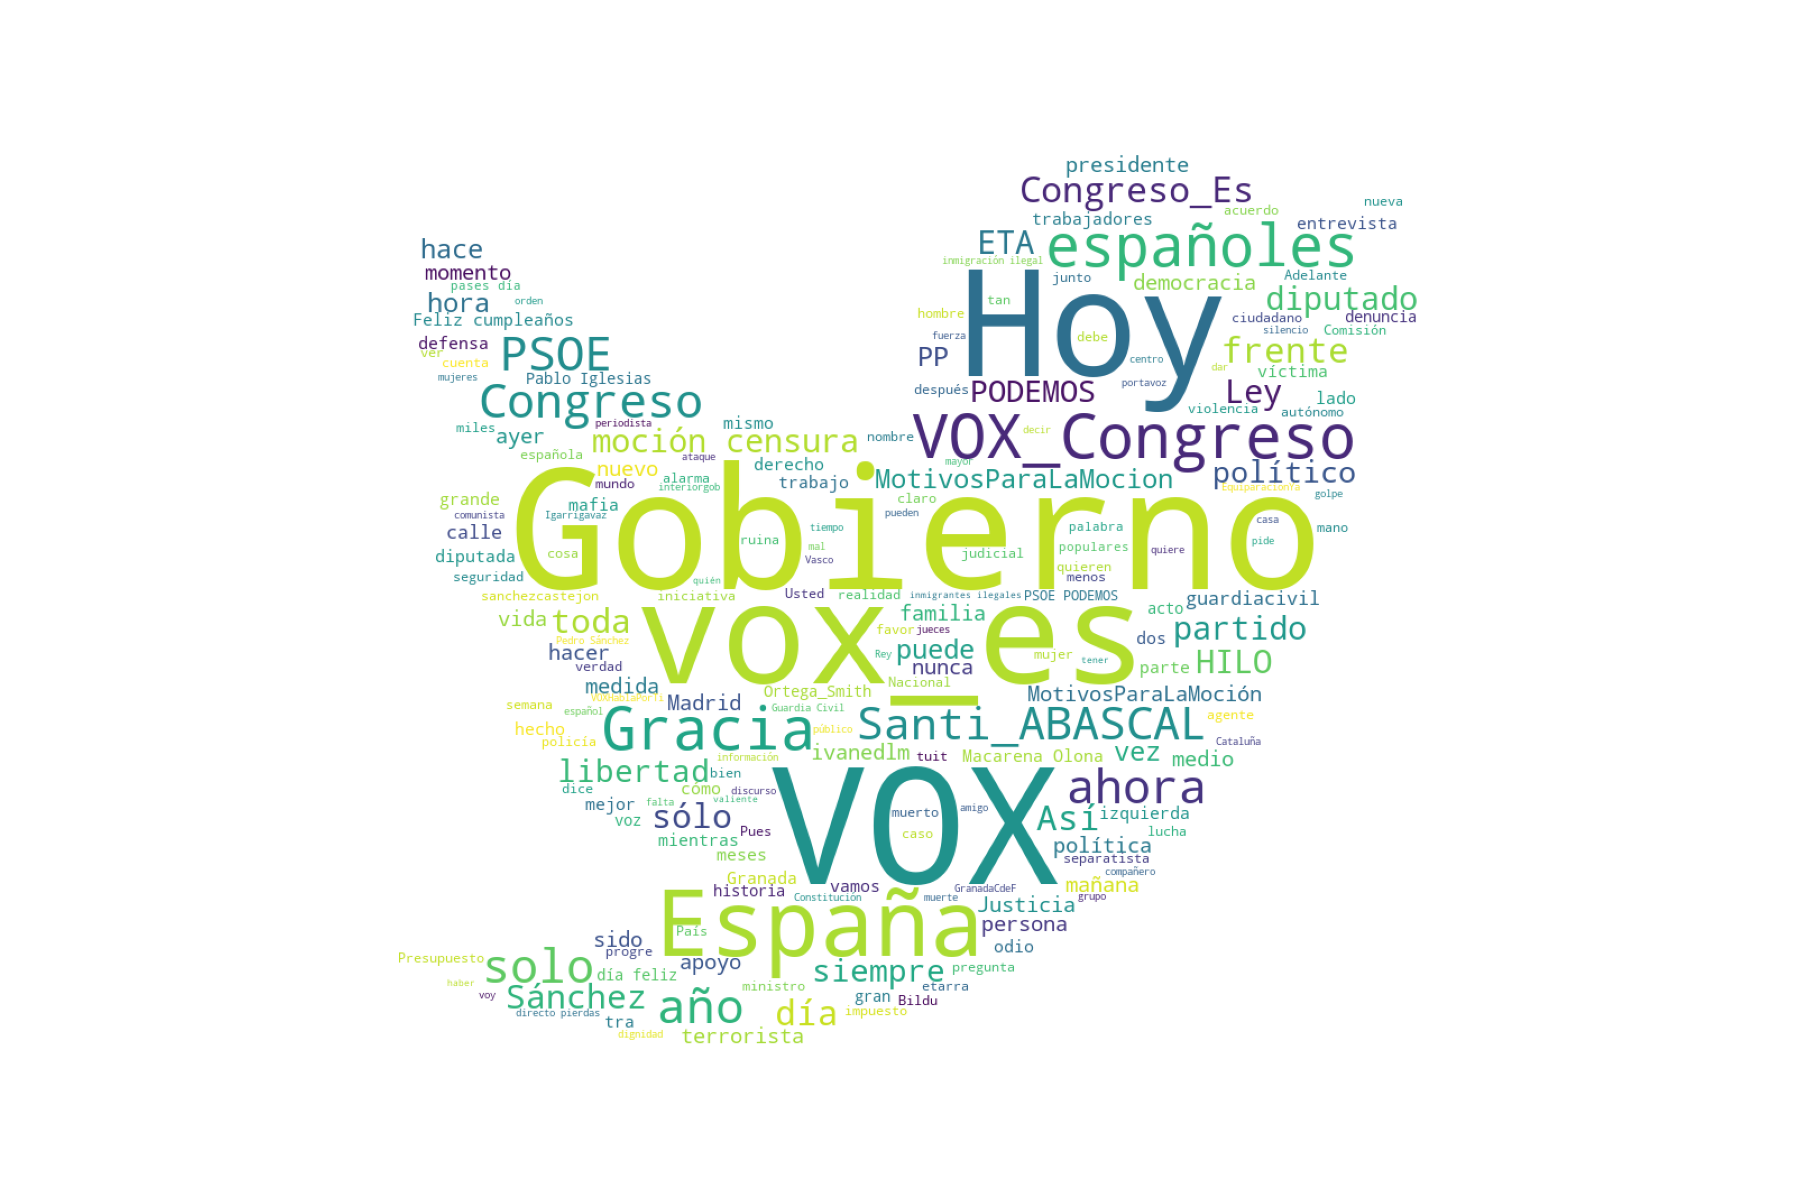 presidente
Congreso_Es
nueva
trabajadores acuerdo entrevista
hace ETA españoles
momento inmigración ilegal junto democracia Adelante
pases día
hora orden Hoy tan diputado
Feliz cumpleaños hombre ciudadano denuncia
defensa fuerza debe silencio Comisión
ver cuenta PSOE PP centro frente
mujeres Pablo Iglesias dar víctima
Congreso después PODEMOS portavoz Ley lado
miles periodista mismo violencia autónomo
ayer moción censura nombre VOX_Congreso decir
española ataque mayor
nuevo derecho político
mundo alarma trabajo MotivosParaLaMocion
grande mafia interiorgob claro EquiparacionYa golpe
comunista Igarrigavaz pueden casa
calle Gobierno tiempo palabra mano
diputada cosa ruina mal judicial populares quiere pide
seguridad quién Vasco quieren menos
sanchezcastejon iniciativa Usted realidad inmigrantes ilegales PSOE PODEMOS guardiacivil
vida toda vox_es familia acto
Pedro Sánchez favor jueces dos partido
hacer puede Rey mujer tener
verdad nunca parte HILO
medida Madrid Nacional
VOXHablaPorTi Ortega_Smith MotivosParaLaMoción
semana español Guardia Civil agente
hecho Gracia público Santi_ABASCAL
policía Cataluña
información ivanedlm tuit Macarena Olona vez medio
libertad bien
dice cómo discurso ahora
mejor falta valiente VOX amigo
voz sólo Pues muerto Así izquierda
mientras caso lucha
meses política separatista
Granada compañero
historia vamos GranadaCdeF mañana
Constitución muerte grupo
España Justicia
País persona
sido progre odio
Presupuesto apoyo
solo día feliz siempre pregunta
haber ministro etarra
voy Sánchez gran Bildu
directo pierdas año día impuesto
tra
dignidad terrorista